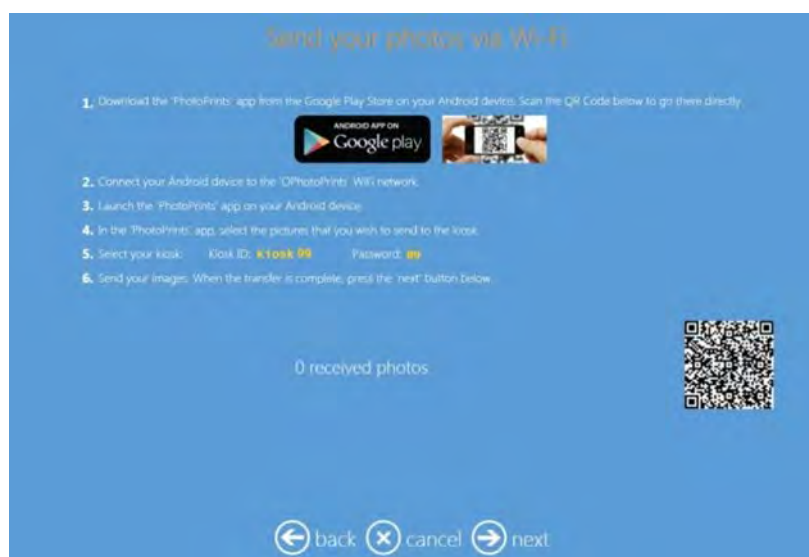 Send your photos via Wi-Fi
1. Download the 'PhotoPrints' app from the Google Play Store on your Android device. Scan the QR Code below to go there directly.
ANDROID APP ON
Google play
2. Connect your Android device to the 'OPhotoPrints' WiFi network.
3. Launch the 'PhotoPrints' app on your Android device.
4. In the 'PhotoPrints' app, select the pictures that you wish to send to the kiosk.
5. Select your kiosk: Kiosk ID: Kiosk 09 Password: 09
6. Send your images. When the transfer is complete, press the 'next' button below.
0 received photos
back cancel next